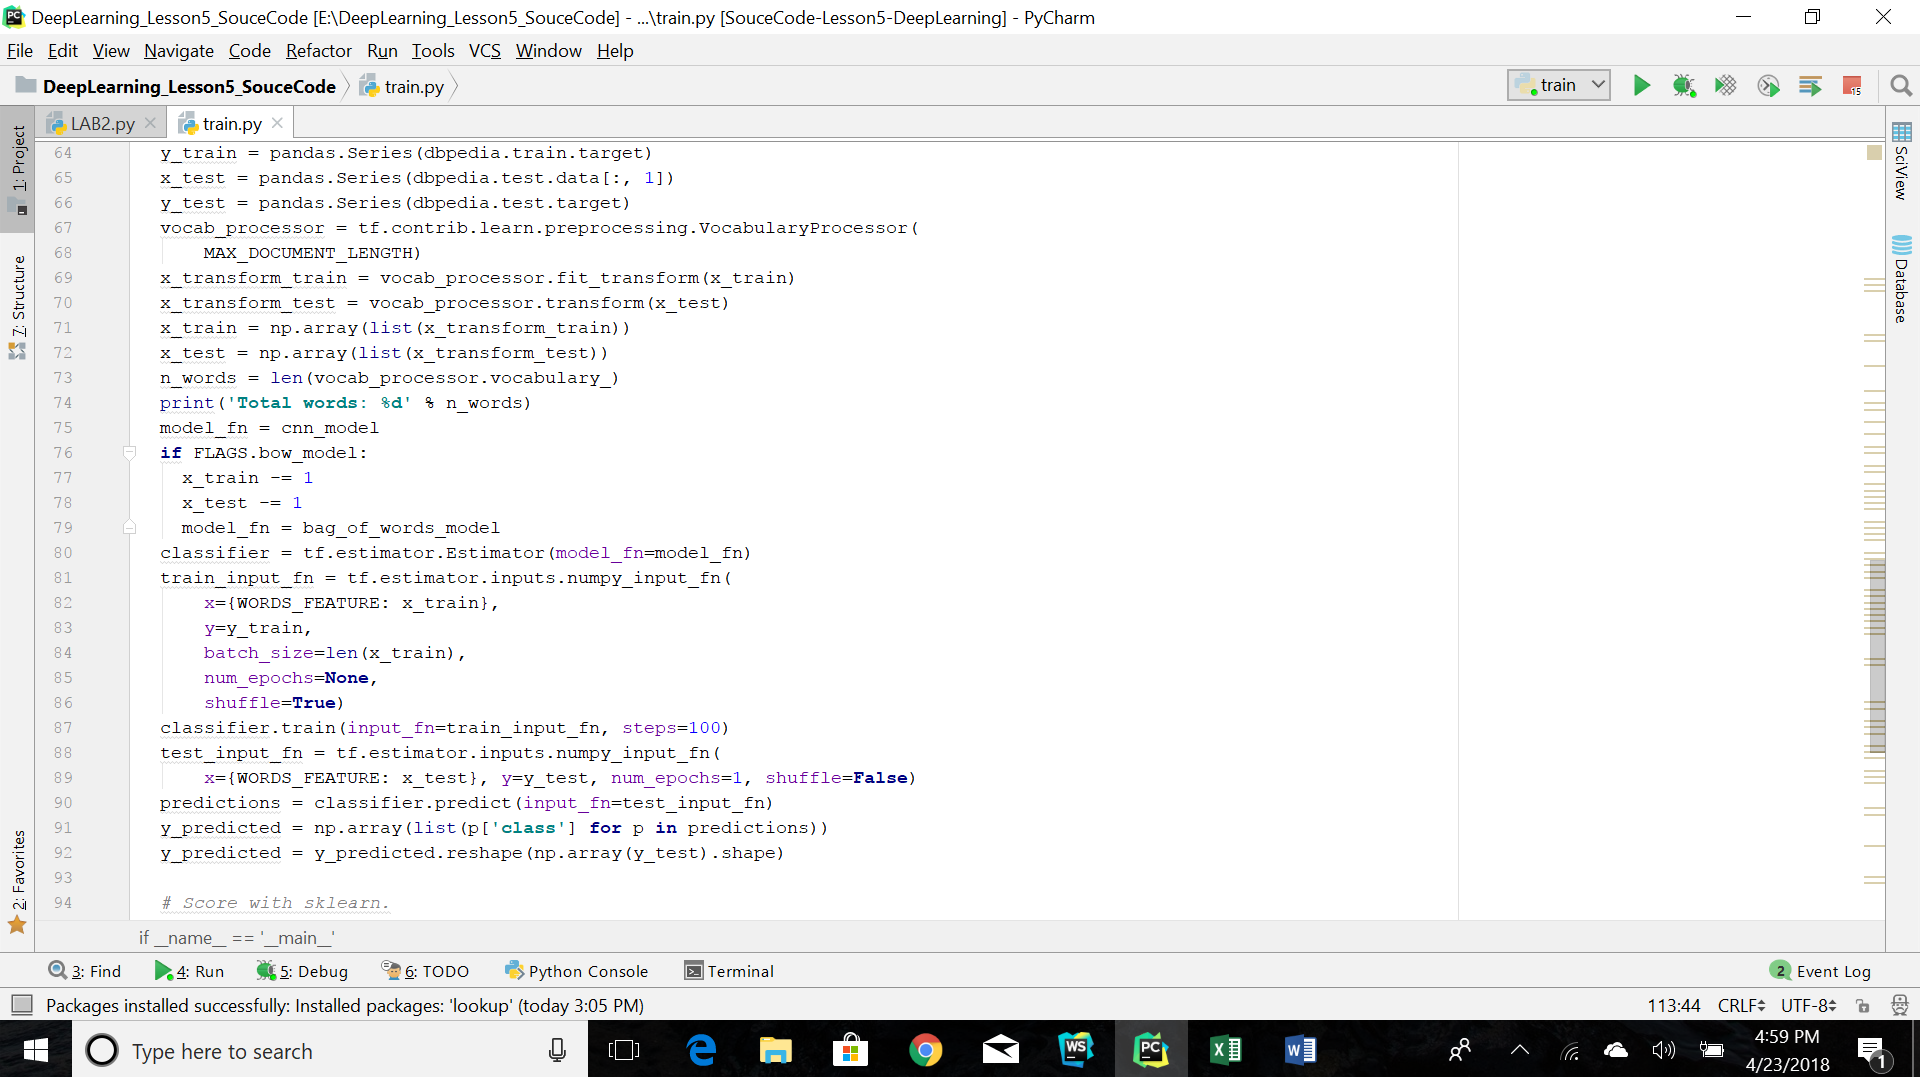 DeepLearning_Lesson5_SouceCode [E:\DeepLearning_Lesson5_SouceCode] - ...\train.py [SouceCode-Lesson5-DeepLearning] - PyCharm
File Edit View Navigate Code Refactor Run Tools VCS Window Help
DeepLearning_Lesson5_SouceCode train.py train
LAB2.py train.py
1: Project
7: Structure
2: Favorites
SciView
Database
64 y_train = pandas.Series(dbpedia.train.target)
65 x_test = pandas.Series(dbpedia.test.data[:, 1])
66 y_test = pandas.Series(dbpedia.test.target)
67 vocab_processor = tf.contrib.learn.preprocessing.VocabularyProcessor(
68     MAX_DOCUMENT_LENGTH)
69 x_transform_train = vocab_processor.fit_transform(x_train)
70 x_transform_test = vocab_processor.transform(x_test)
71 x_train = np.array(list(x_transform_train))
72 x_test = np.array(list(x_transform_test))
73 n_words = len(vocab_processor.vocabulary_)
74 print('Total words: %d' % n_words)
75 model_fn = cnn_model
76 if FLAGS.bow_model:
77   x_train -= 1
78   x_test -= 1
79   model_fn = bag_of_words_model
80 classifier = tf.estimator.Estimator(model_fn=model_fn)
81 train_input_fn = tf.estimator.inputs.numpy_input_fn(
82     x={WORDS_FEATURE: x_train},
83     y=y_train,
84     batch_size=len(x_train),
85     num_epochs=None,
86     shuffle=True)
87 classifier.train(input_fn=train_input_fn, steps=100)
88 test_input_fn = tf.estimator.inputs.numpy_input_fn(
89     x={WORDS_FEATURE: x_test}, y=y_test, num_epochs=1, shuffle=False)
90 predictions = classifier.predict(input_fn=test_input_fn)
91 y_predicted = np.array(list(p['class'] for p in predictions))
92 y_predicted = y_predicted.reshape(np.array(y_test).shape)
93
94 # Score with sklearn.
if __name__ == '__main__'
3: Find 4: Run 5: Debug 6: TODO Python Console Terminal 2 Event Log
Packages installed successfully: Installed packages: 'lookup' (today 3:05 PM) 113:44 CRLF UTF-8
Type here to search
4:59 PM
4/23/2018
1